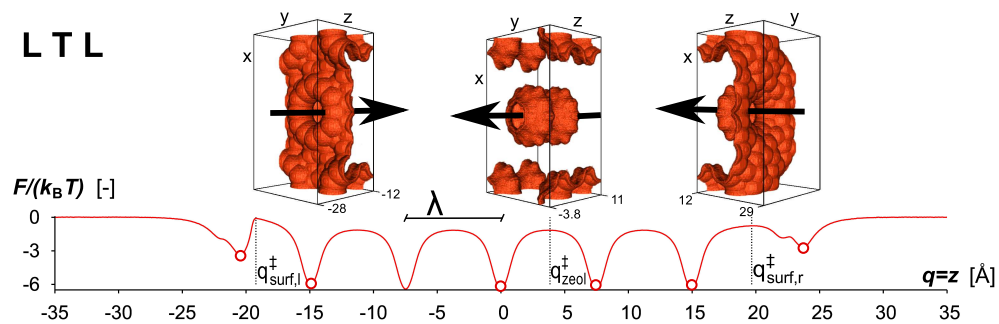 L T L
y z
x
-12
-28
y z
x
11
-3.8
z y
x
12
29
F/(k_BT) [-]
λ
0
-3
-6
q‡surf,l
q‡zeol
q‡surf,r
q=z [Å]
-35 -30 -25 -20 -15 -10 -5 0 5 10 15 20 25 30 35